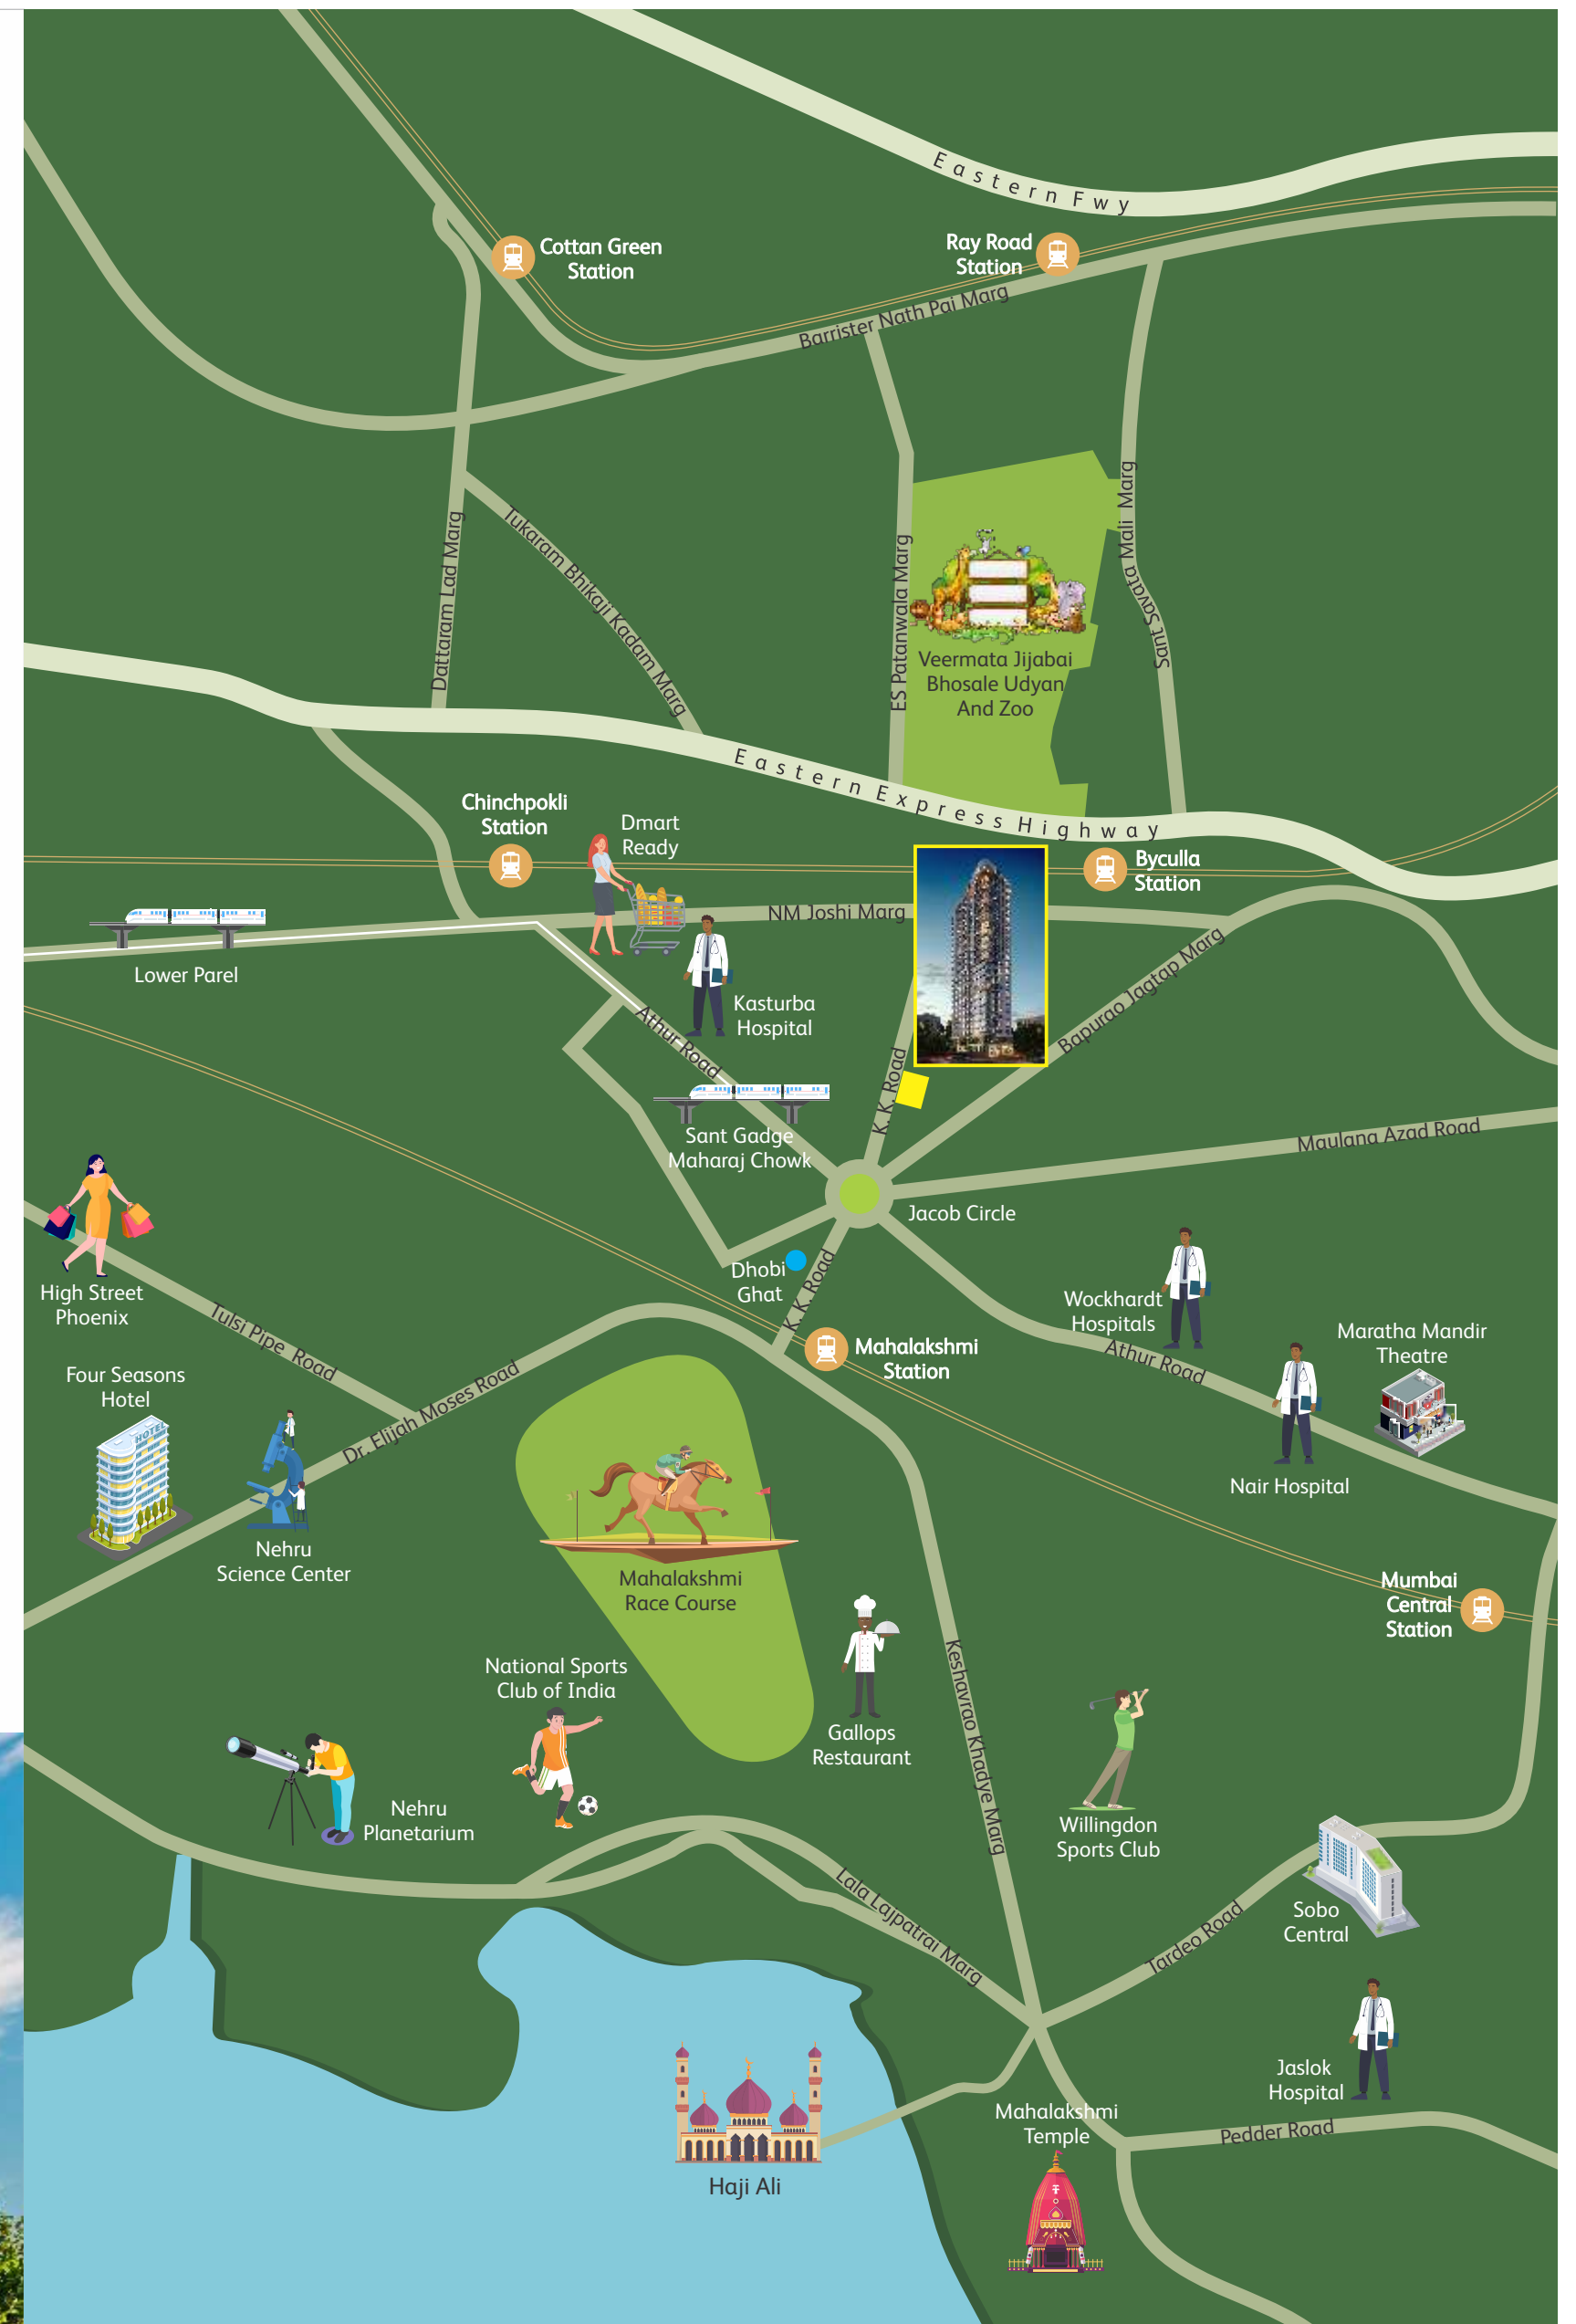 Eastern Fwy
Cottan Green
Station
Ray Road
Station
Barrister Nath Pai Marg
Dattaram Lad Marg
Tukaram Bhikaji Kadam Marg
ES Patanwala Marg
Sant Savata Mali Marg
Veermata Jijabai
Bhosale Udyan
And Zoo
Eastern Express Highway
Chinchpokli
Station
Dmart
Ready
Byculla
Station
NM Joshi Marg
Lower Parel
Kasturba
Hospital
Athur Road
Bapurao Jagtap Marg
K. K. Road
Sant Gadge
Maharaj Chowk
Maulana Azad Road
Jacob Circle
Dhobi
Ghat
K. K. Road
High Street
Phoenix
Tulsi Pipe Road
Wockhardt
Hospitals
Mahalakshmi
Station
Athur Road
Maratha Mandir
Theatre
Four Seasons
Hotel
HOTEL
Dr. Elijah Moses Road
Nair Hospital
Nehru
Science Center
Mahalakshmi
Race Course
Mumbai
Central
Station
National Sports
Club of India
Gallops
Restaurant
Keshavrao Khadye Marg
Nehru
Planetarium
Willingdon
Sports Club
Lala Lajpatrai Marg
Sobo
Central
Tardeo Road
Jaslok
Hospital
Mahalakshmi
Temple
Pedder Road
Haji Ali